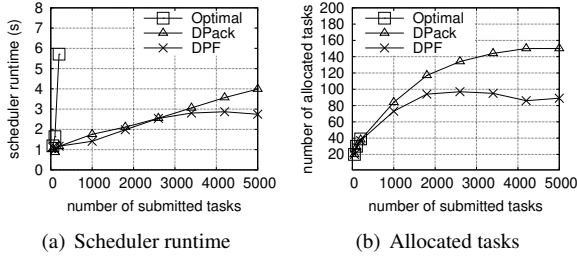 Optimal
DPack
DPF
scheduler runtime (s)
8
7
6
5
4
3
2
1
0
0 1000 2000 3000 4000 5000
number of submitted tasks
(a) Scheduler runtime
Optimal
DPack
DPF
number of allocated tasks
200
180
160
140
120
100
80
60
40
20
0 1000 2000 3000 4000 5000
number of submitted tasks
(b) Allocated tasks